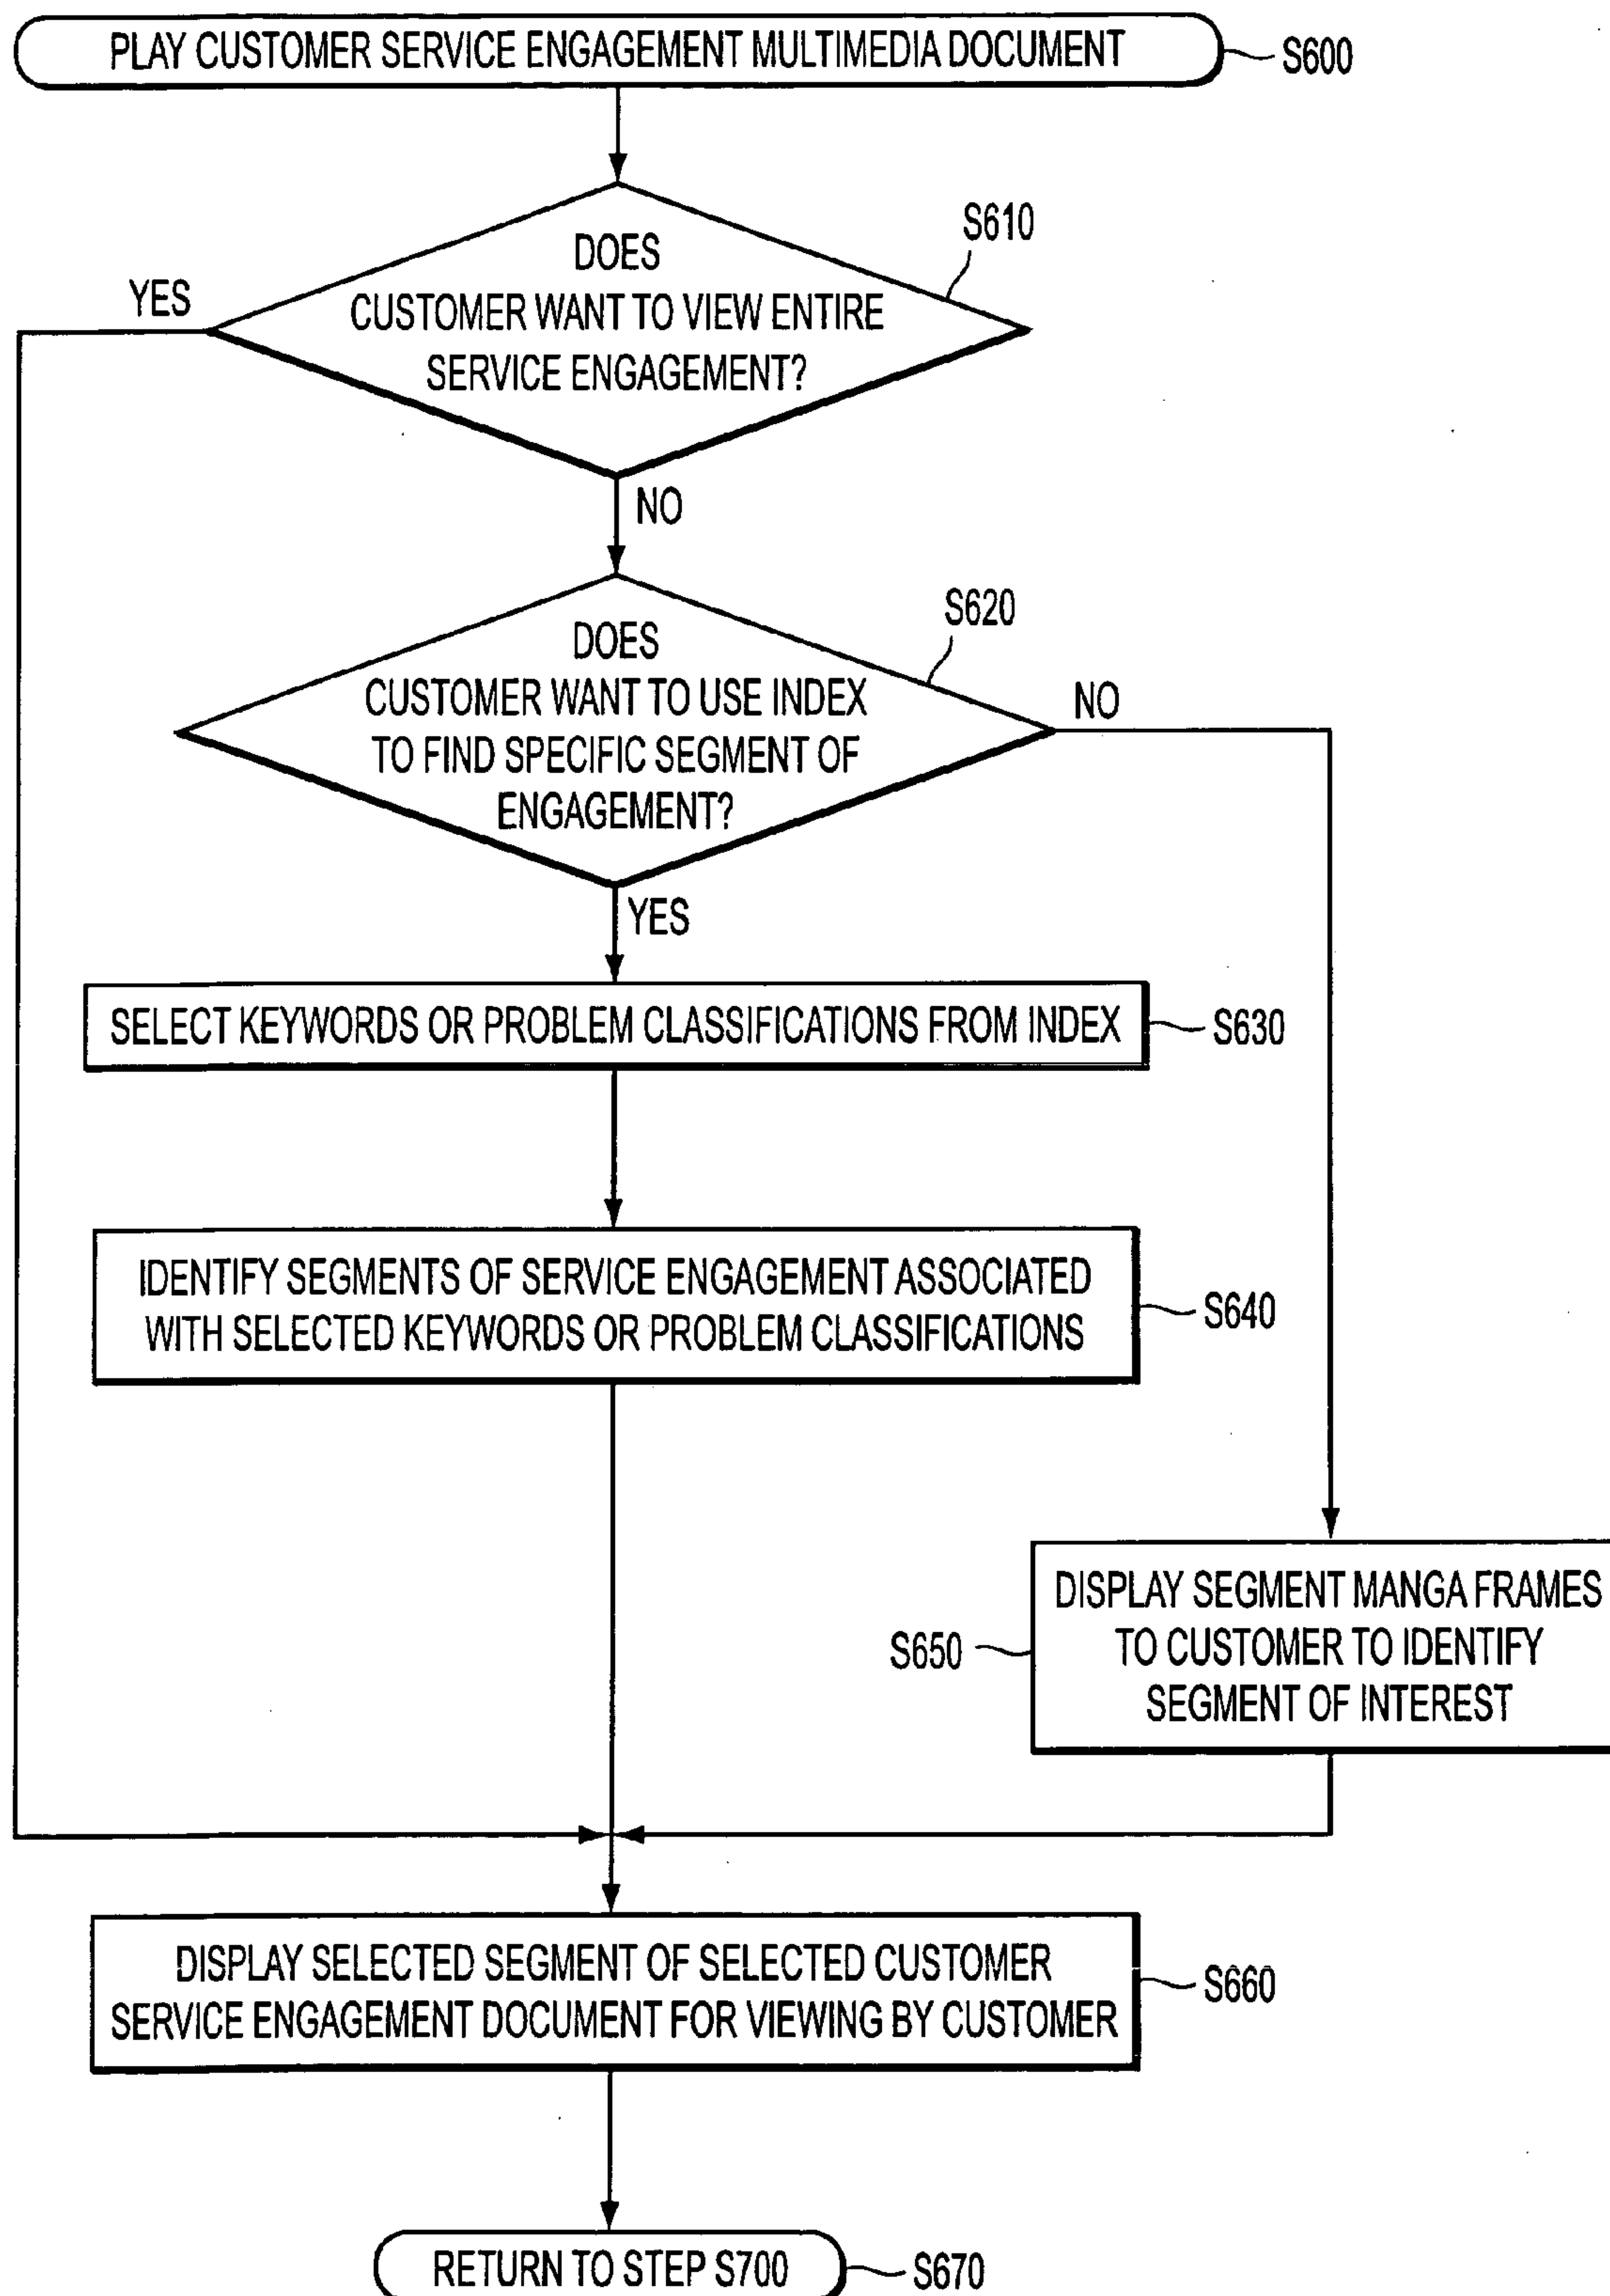 PLAY CUSTOMER SERVICE ENGAGEMENT MULTIMEDIA DOCUMENT
S600
DOES
CUSTOMER WANT TO VIEW ENTIRE
SERVICE ENGAGEMENT?
S610
YES
NO
DOES
CUSTOMER WANT TO USE INDEX
TO FIND SPECIFIC SEGMENT OF
ENGAGEMENT?
S620
NO
YES
SELECT KEYWORDS OR PROBLEM CLASSIFICATIONS FROM INDEX
S630
IDENTIFY SEGMENTS OF SERVICE ENGAGEMENT ASSOCIATED
WITH SELECTED KEYWORDS OR PROBLEM CLASSIFICATIONS
S640
DISPLAY SEGMENT MANGA FRAMES
TO CUSTOMER TO IDENTIFY
SEGMENT OF INTEREST
S650
DISPLAY SELECTED SEGMENT OF SELECTED CUSTOMER
SERVICE ENGAGEMENT DOCUMENT FOR VIEWING BY CUSTOMER
S660
RETURN TO STEP S700
S670